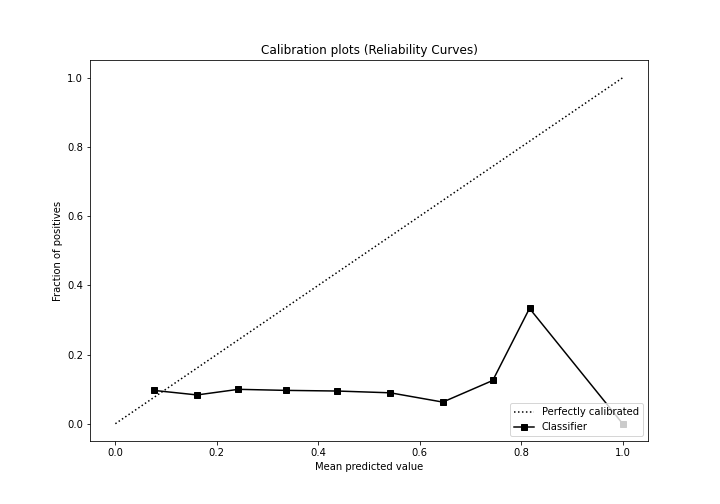 Calibration plots (Reliability Curves)
1.0
0.8
0.6
0.4
0.2
0.0
Fraction of positives
Perfectly calibrated
Classifier
0.0 0.2 0.4 0.6 0.8 1.0
Mean predicted value